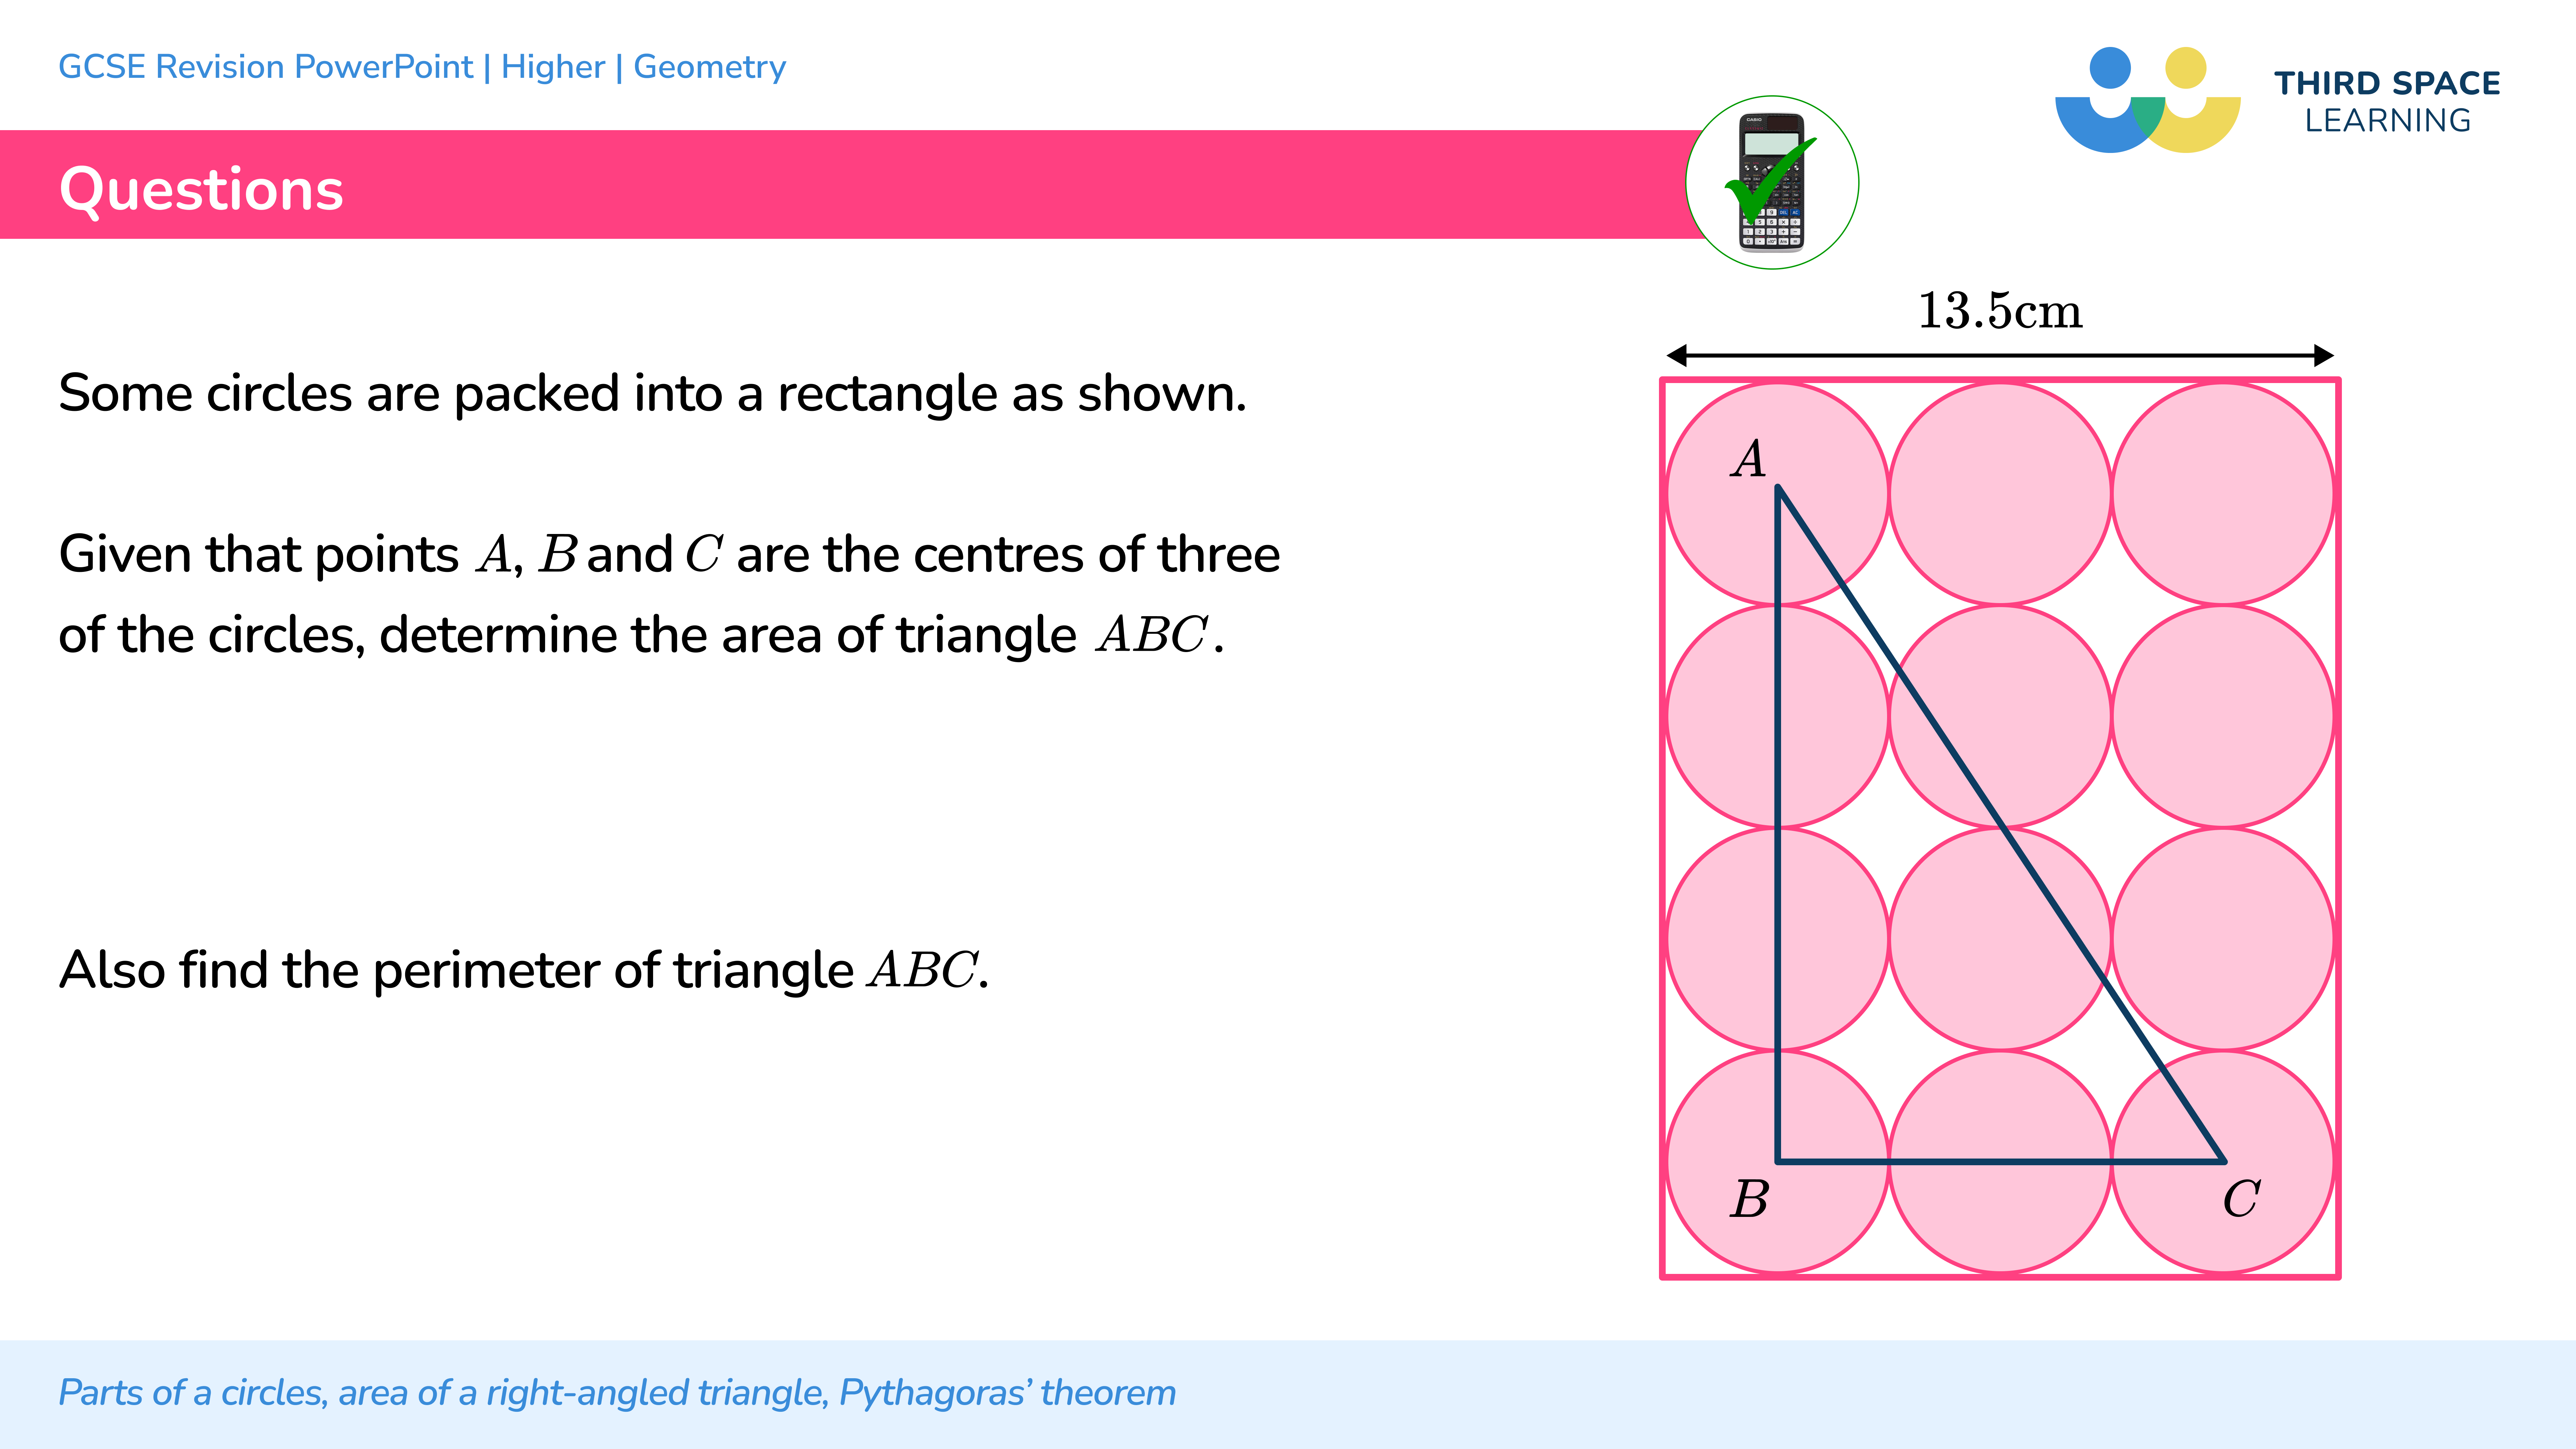 GCSE Revision PowerPoint | Higher | Geometry
THIRD SPACE
LEARNING
Questions
CASIO
13.5cm
Some circles are packed into a rectangle as shown.
A
Given that points A, B and C are the centres of three
of the circles, determine the area of triangle ABC.
Also find the perimeter of triangle ABC.
B
C
Parts of a circles, area of a right-angled triangle, Pythagoras’ theorem